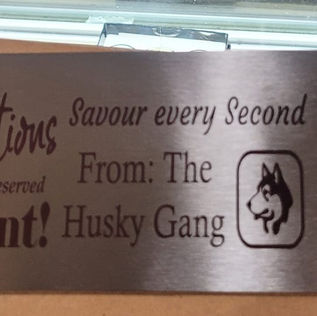 tions
Savour every Second
eserved
From: The
nt!
Husky Gang